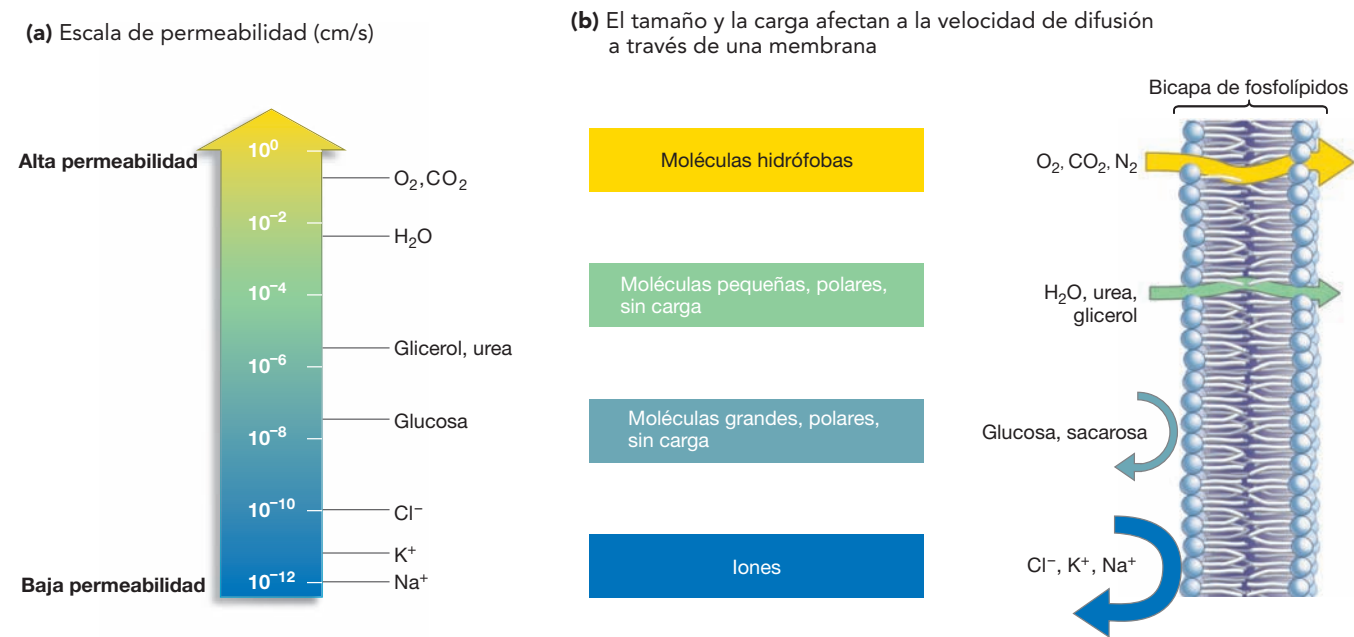 (a) Escala de permeabilidad (cm/s)
Alta permeabilidad
10⁰
O₂, CO₂
10⁻²
H₂O
10⁻⁴
Glicerol, urea
10⁻⁶
Glucosa
10⁻⁸
10⁻¹⁰
Cl⁻
K⁺
Baja permeabilidad
10⁻¹²
Na⁺
(b) El tamaño y la carga afectan a la velocidad de difusión
a través de una membrana
Bicapa de fosfolípidos
Moléculas hidrófobas
O₂, CO₂, N₂
Moléculas pequeñas, polares,
sin carga
H₂O, urea,
glicerol
Moléculas grandes, polares,
sin carga
Glucosa, sacarosa
Iones
Cl⁻, K⁺, Na⁺